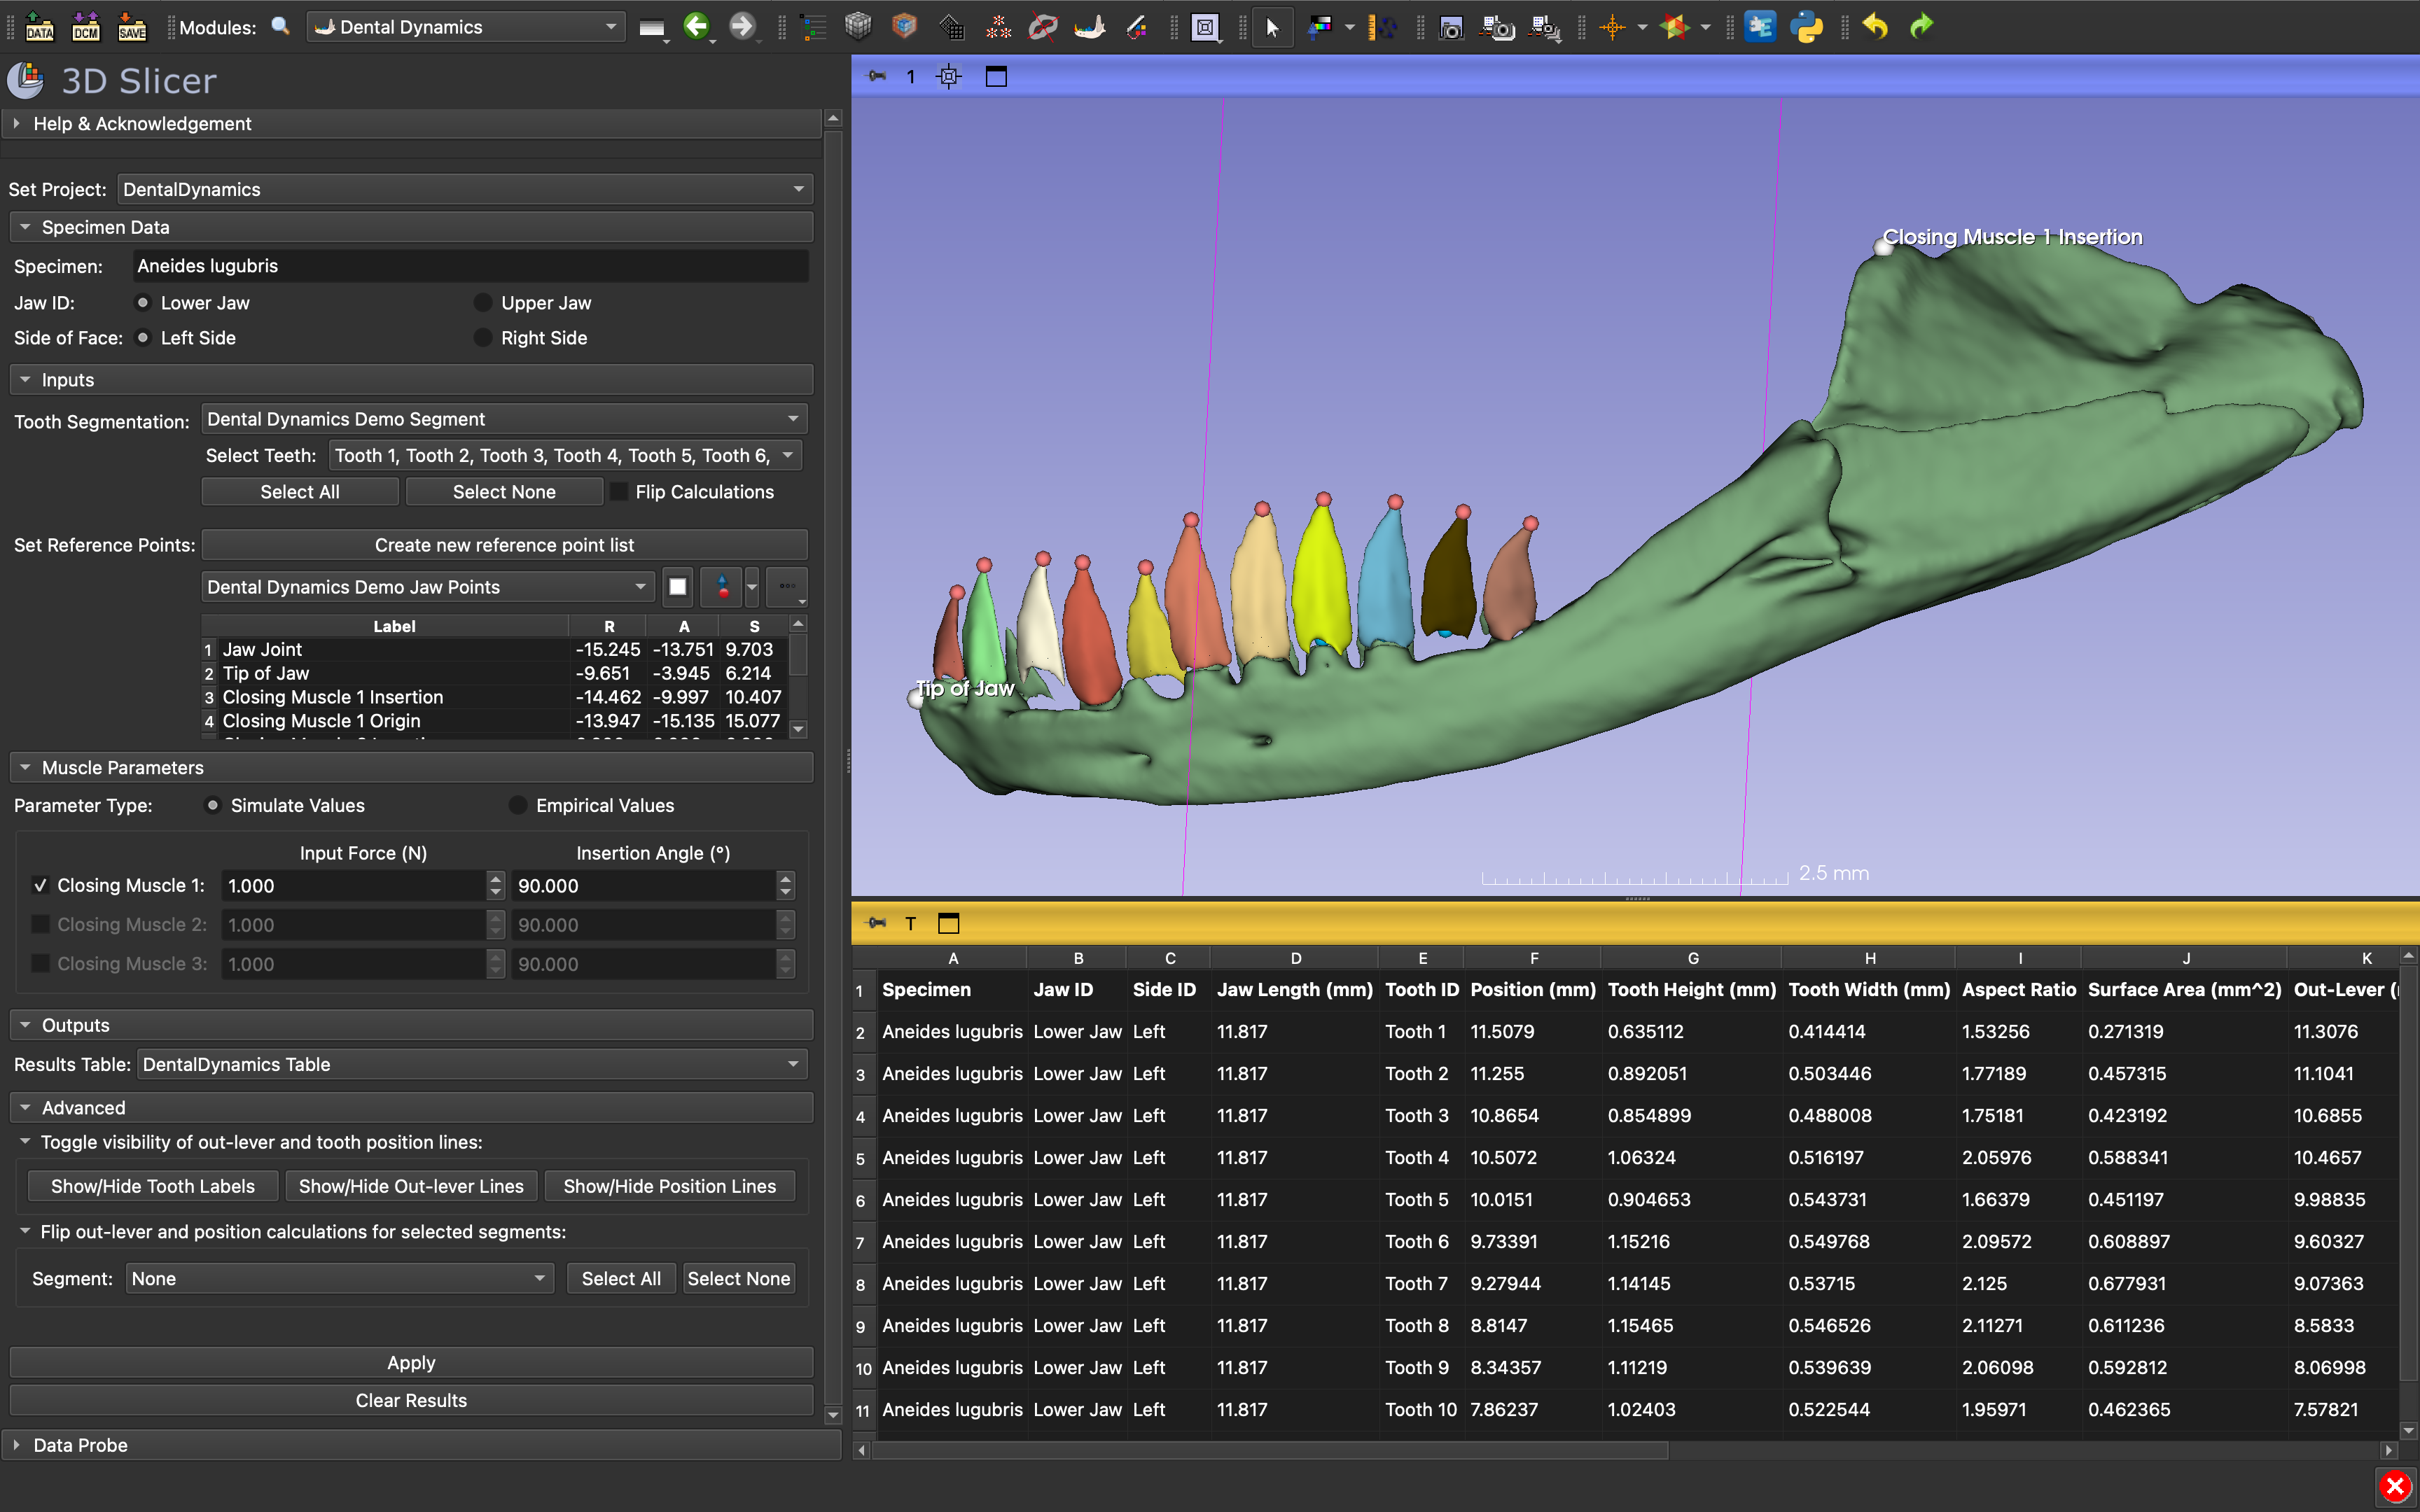 DATA DCM SAVE Modules: Dental Dynamics
3D Slicer
Help & Acknowledgement
Set Project: DentalDynamics
Specimen Data
Specimen: Aneides lugubris
Jaw ID: Lower Jaw Upper Jaw
Side of Face: Left Side Right Side
Inputs
Tooth Segmentation: Dental Dynamics Demo Segment
Select Teeth: Tooth 1, Tooth 2, Tooth 3, Tooth 4, Tooth 5, Tooth 6,
Select All Select None Flip Calculations
Set Reference Points: Create new reference point list
Dental Dynamics Demo Jaw Points
Label R A S
1 Jaw Joint -15.245 -13.751 9.703
2 Tip of Jaw -9.651 -3.945 6.214
3 Closing Muscle 1 Insertion -14.462 -9.997 10.407
4 Closing Muscle 1 Origin -13.947 -15.135 15.077
Muscle Parameters
Parameter Type: Simulate Values Empirical Values
Input Force (N) Insertion Angle (°)
Closing Muscle 1: 1.000 90.000
Closing Muscle 2: 1.000 90.000
Closing Muscle 3: 1.000 90.000
Outputs
Results Table: DentalDynamics Table
Advanced
Toggle visibility of out-lever and tooth position lines:
Show/Hide Tooth Labels Show/Hide Out-lever Lines Show/Hide Position Lines
Flip out-lever and position calculations for selected segments:
Segment: None Select All Select None
Apply
Clear Results
Data Probe
1
Closing Muscle 1 Insertion
Tip of Jaw
2.5 mm
T
A B C D E F G H I J K
1 Specimen Jaw ID Side ID Jaw Length (mm) Tooth ID Position (mm) Tooth Height (mm) Tooth Width (mm) Aspect Ratio Surface Area (mm^2) Out-Lever (
2 Aneides lugubris Lower Jaw Left 11.817 Tooth 1 11.5079 0.635112 0.414414 1.53256 0.271319 11.3076
3 Aneides lugubris Lower Jaw Left 11.817 Tooth 2 11.255 0.892051 0.503446 1.77189 0.457315 11.1041
4 Aneides lugubris Lower Jaw Left 11.817 Tooth 3 10.8654 0.854899 0.488008 1.75181 0.423192 10.6855
5 Aneides lugubris Lower Jaw Left 11.817 Tooth 4 10.5072 1.06324 0.516197 2.05976 0.588341 10.4657
6 Aneides lugubris Lower Jaw Left 11.817 Tooth 5 10.0151 0.904653 0.543731 1.66379 0.451197 9.98835
7 Aneides lugubris Lower Jaw Left 11.817 Tooth 6 9.73391 1.15216 0.549768 2.09572 0.608897 9.60327
8 Aneides lugubris Lower Jaw Left 11.817 Tooth 7 9.27944 1.14145 0.53715 2.125 0.677931 9.07363
9 Aneides lugubris Lower Jaw Left 11.817 Tooth 8 8.8147 1.15465 0.546526 2.11271 0.611236 8.5833
10 Aneides lugubris Lower Jaw Left 11.817 Tooth 9 8.34357 1.11219 0.539639 2.06098 0.592812 8.06998
11 Aneides lugubris Lower Jaw Left 11.817 Tooth 10 7.86237 1.02403 0.522544 1.95971 0.462365 7.57821